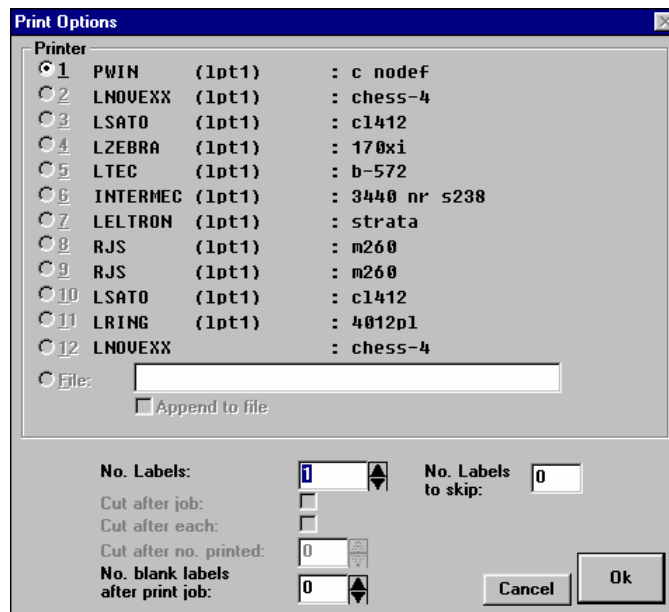 Print Options
Printer
1 PWIN (lpt1) : c nodef
2 LNOVEXX (lpt1) : chess-4
3 LSATO (lpt1) : cl412
4 LZEBRA (lpt1) : 170xi
5 LTEC (lpt1) : b-572
6 INTERMEC (lpt1) : 3440 nr s238
7 LELTRON (lpt1) : strata
8 RJS (lpt1) : m260
9 RJS (lpt1) : m260
10 LSATO (lpt1) : cl412
11 LRING (lpt1) : 4012pl
12 LNOVEXX : chess-4
File:
Append to file
No. Labels: 1
No. Labels
to skip: 0
Cut after job:
Cut after each:
Cut after no. printed: 0
No. blank labels
after print job: 0
Cancel
Ok